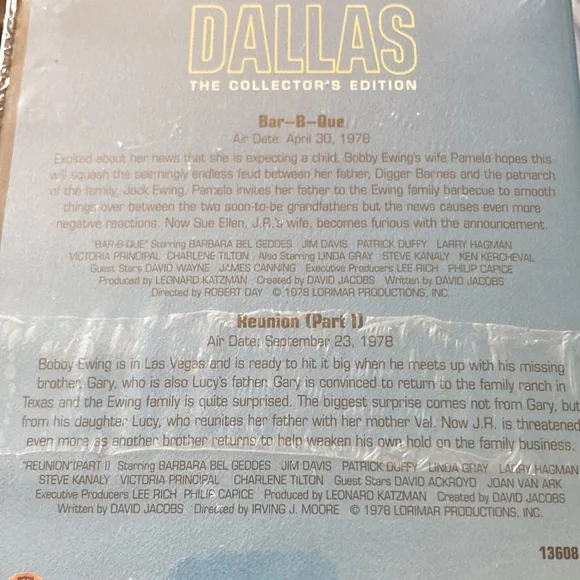 DALLAS
THE COLLECTOR'S EDITION
Bar-B-Que
Air Date: April 30, 1978
Excited about her news that she is expecting a child, Bobby Ewing's wife Pamela hopes this
will squash the seemingly endless feud between her father, Digger Barnes and the patriarch
of the family, Jock Ewing. Pamela invites her father to the Ewing family barbecue to smooth
things over between the two soon-to-be grandfathers but the news causes even more
negative reactions. Now Sue Ellen, J.R.'s wife, becomes furious with the announcement.
"BAR-B-QUE" Starring BARBARA BEL GEDDES JIM DAVIS PATRICK DUFFY LARRY HAGMAN
VICTORIA PRINCIPAL CHARLENE TILTON Also Starring LINDA GRAY STEVE KANALY KEN KERCHEVAL
Guest Stars DAVID WAYNE JAMES CANNING Executive Producers LEE RICH PHILIP CAPICE
Produced by LEONARD KATZMAN Created by DAVID JACOBS Written by DAVID JACOBS
Directed by ROBERT DAY © 1978 LORIMAR PRODUCTIONS, INC.
Reunion (Part 1)
Air Date: September 23, 1978
Bobby Ewing is in Las Vegas and is ready to hit it big when he meets up with his missing
brother, Gary, who is also Lucy's father. Gary is convinced to return to the family ranch in
Texas and the Ewing family is quite surprised. The biggest surprise comes not from Gary, but
from his daughter Lucy, who reunites her father with her mother Val. Now J.R. is threatened
even more as another brother returns to help weaken his own hold on the family business.
"REUNION"(PART I) Starring BARBARA BEL GEDDES JIM DAVIS PATRICK DUFFY LINDA GRAY LARRY HAGMAN
STEVE KANALY VICTORIA PRINCIPAL CHARLENE TILTON Guest Stars DAVID ACKROYD JOAN VAN ARK
Executive Producers LEE RICH PHILIP CAPICE Produced by LEONARD KATZMAN Created by DAVID JACOBS
Written by DAVID JACOBS Directed by IRVING J. MOORE © 1978 LORIMAR PRODUCTIONS, INC.
13608